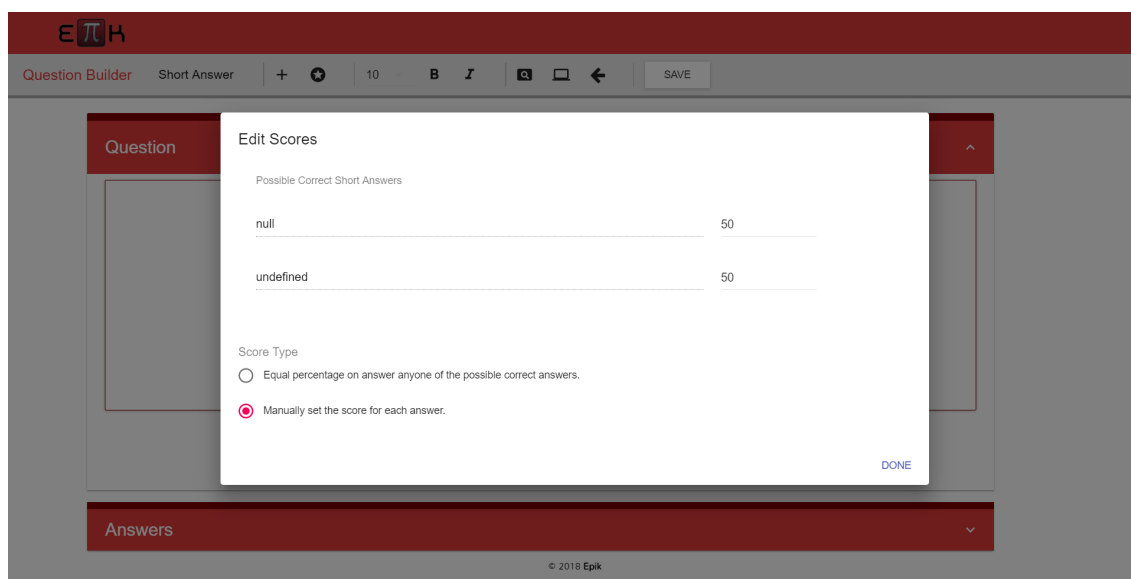 επK
Question Builder Short Answer 10 B I SAVE
Question
Edit Scores
Possible Correct Short Answers
null 50
undefined 50
Score Type
Equal percentage on answer anyone of the possible correct answers.
Manually set the score for each answer.
DONE
Answers
© 2018 Epik